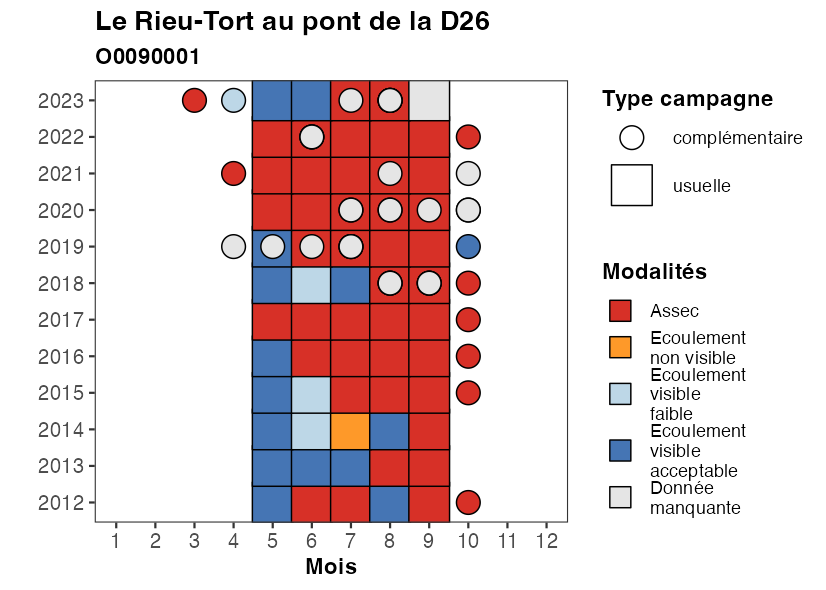 Le Rieu-Tort au pont de la D26
O0090001
2023
2022
2021
2020
2019
2018
2017
2016
2015
2014
2013
2012
1 2 3 4 5 6 7 8 9 10 11 12
Mois
Type campagne
complémentaire
usuelle
Modalités
Assec
Ecoulement
non visible
Ecoulement
visible
faible
Ecoulement
visible
acceptable
Donnée
manquante